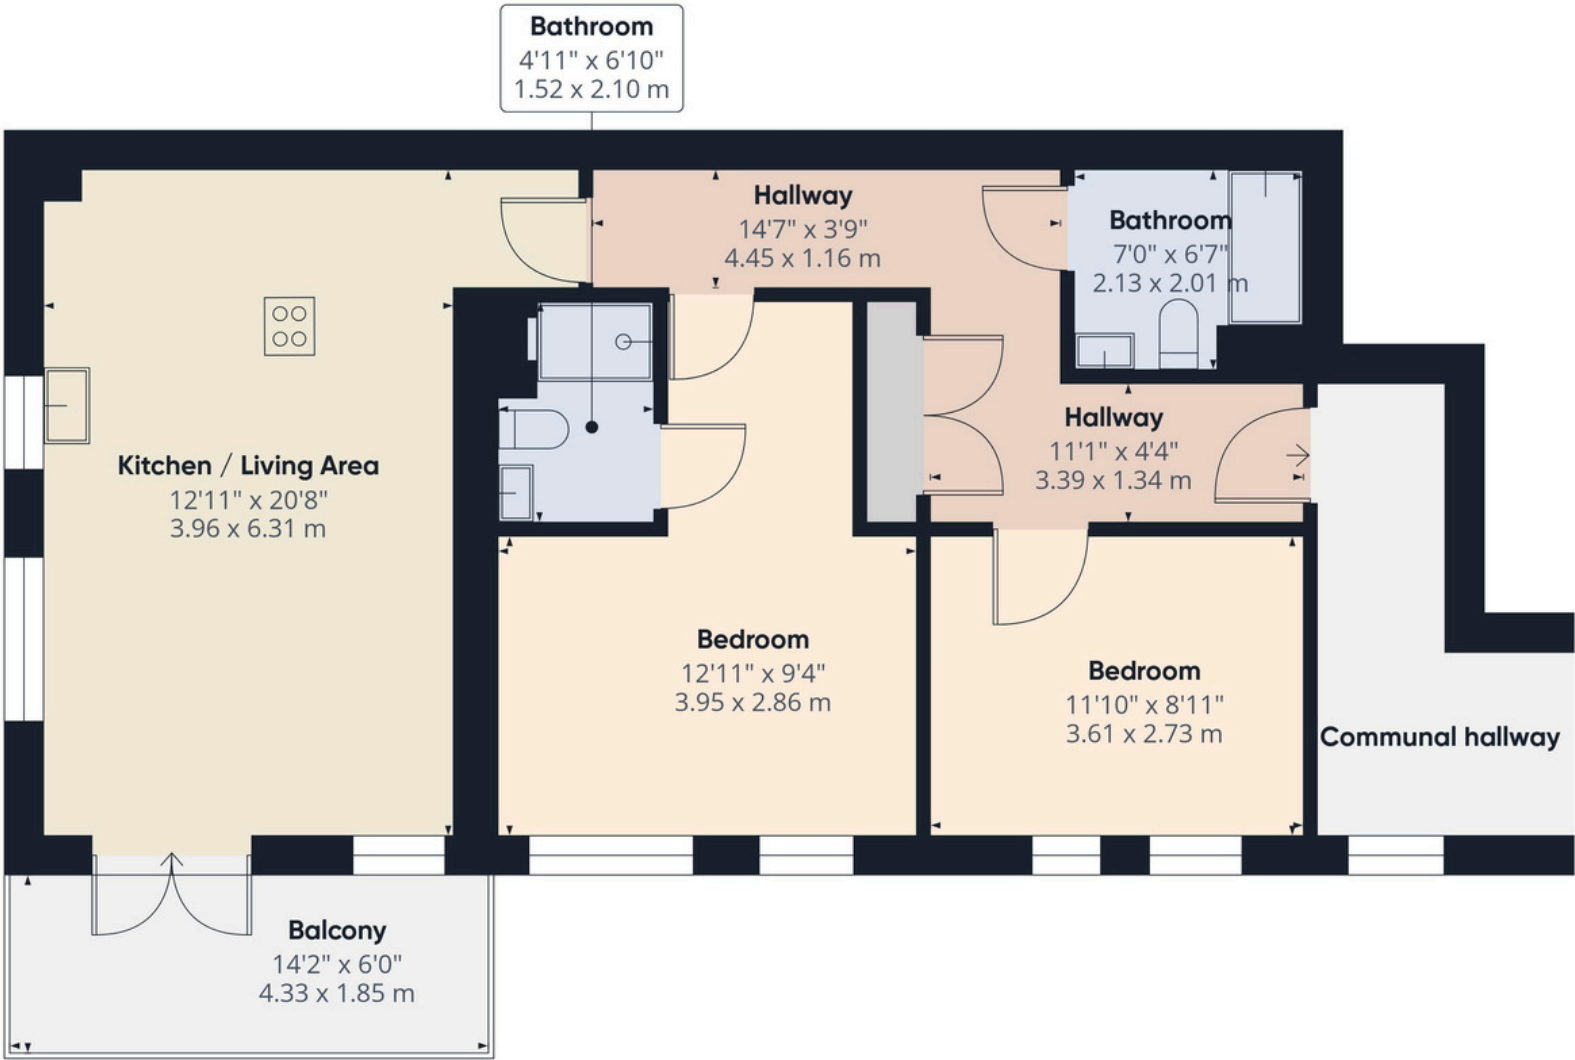 Bathroom
4'11" x 6'10"
1.52 x 2.10 m
Hallway
14'7" x 3'9"
4.45 x 1.16 m
Bathroom
7'0" x 6'7"
2.13 x 2.01 m
Kitchen / Living Area
12'11" x 20'8"
3.96 x 6.31 m
Hallway
11'1" x 4'4"
3.39 x 1.34 m
Bedroom
12'11" x 9'4"
3.95 x 2.86 m
Bedroom
11'10" x 8'11"
3.61 x 2.73 m
Communal hallway
Balcony
14'2" x 6'0"
4.33 x 1.85 m